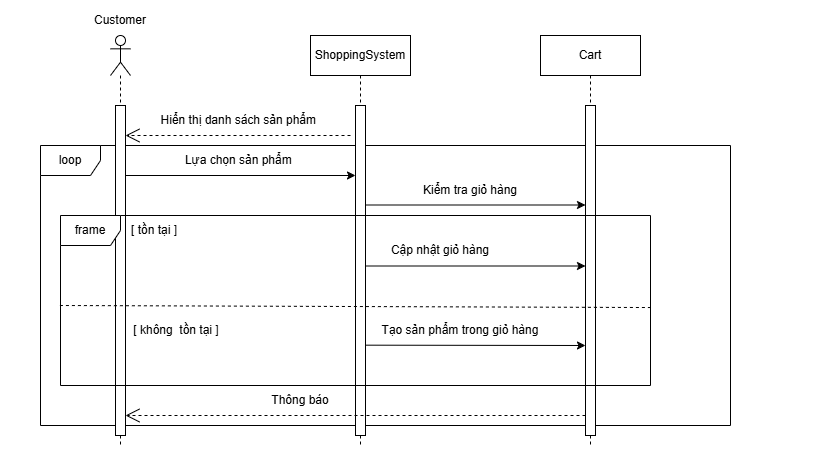 Customer
ShoppingSystem
Cart
Hiển thị danh sách sản phẩm
loop
Lựa chọn sản phẩm
Kiểm tra giỏ hàng
frame
[ tồn tại ]
Cập nhật giỏ hàng
[ không tồn tại ]
Tạo sản phẩm trong giỏ hàng
Thông báo